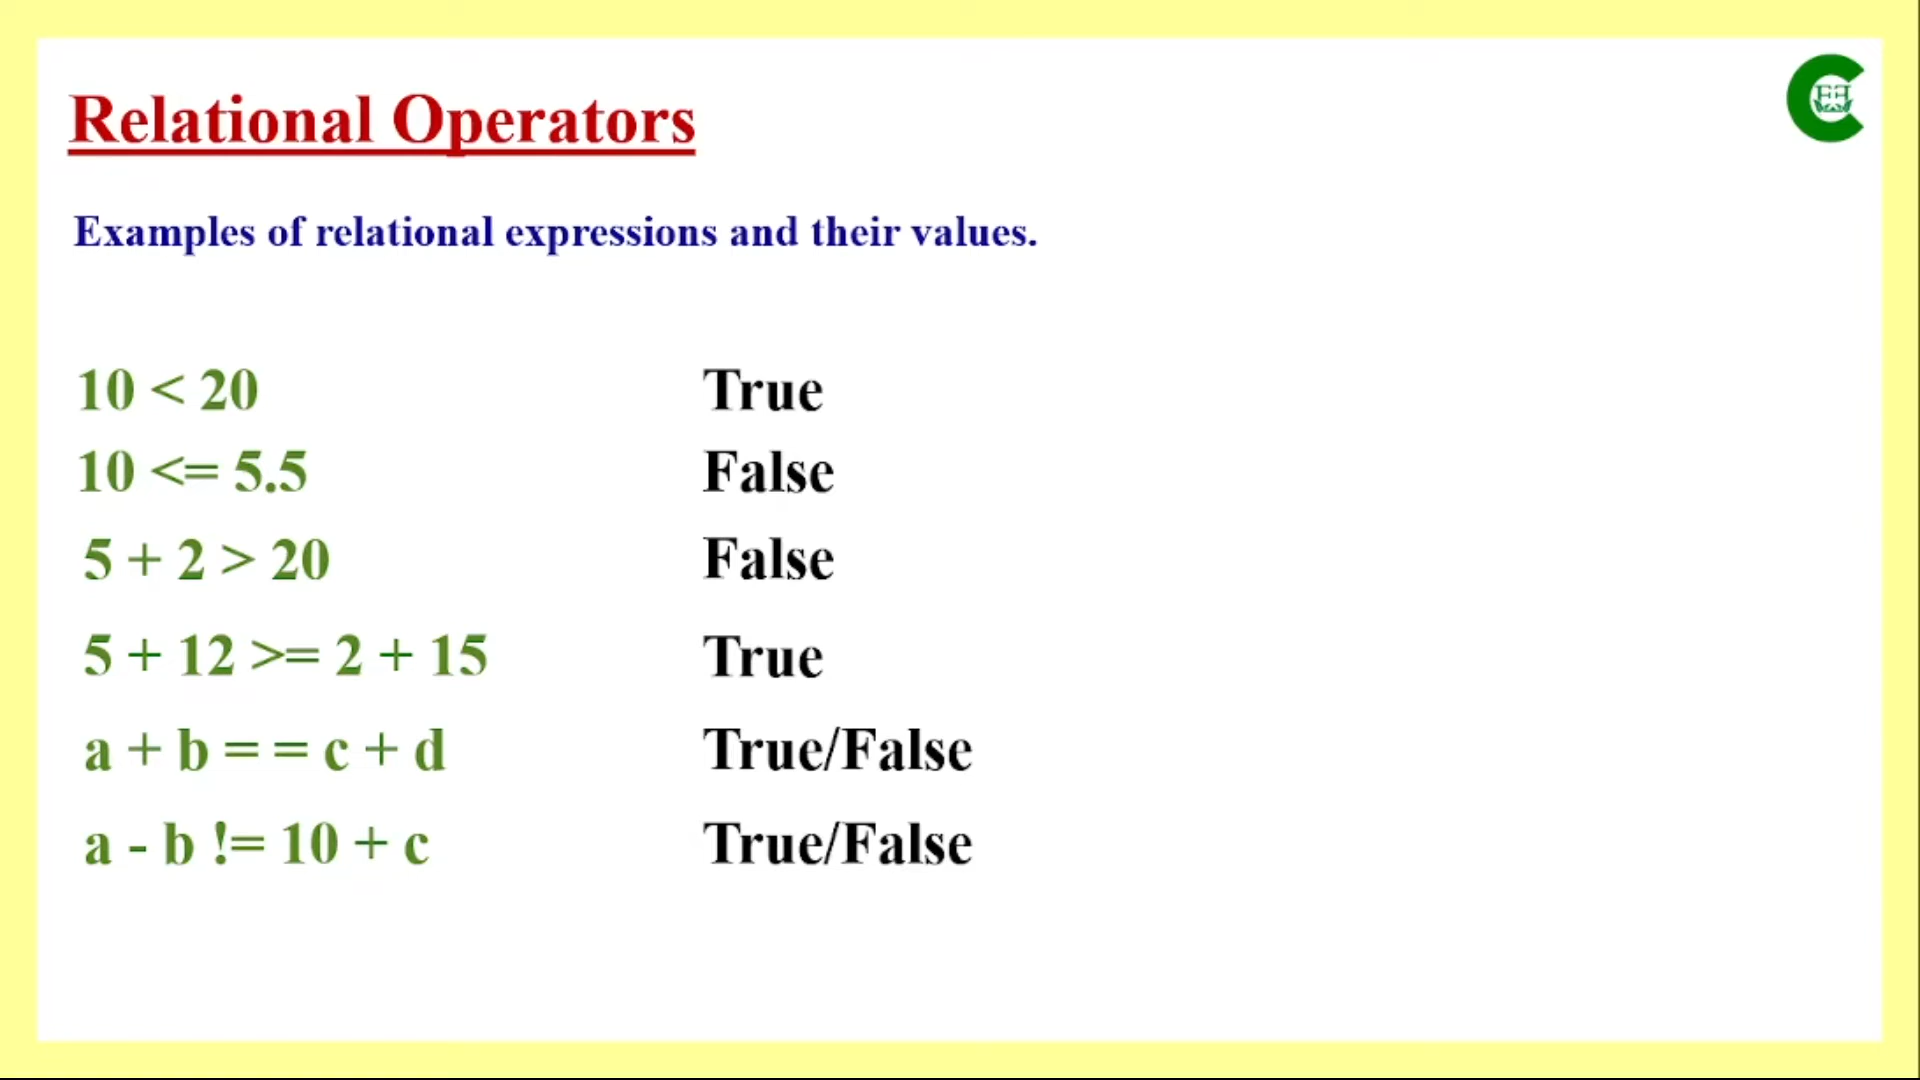 Relational Operators
Examples of relational expressions and their values.
10 < 20 True
10 <= 5.5 False
5 + 2 > 20 False
5 + 12 >= 2 + 15 True
a + b = = c + d True/False
a - b != 10 + c True/False